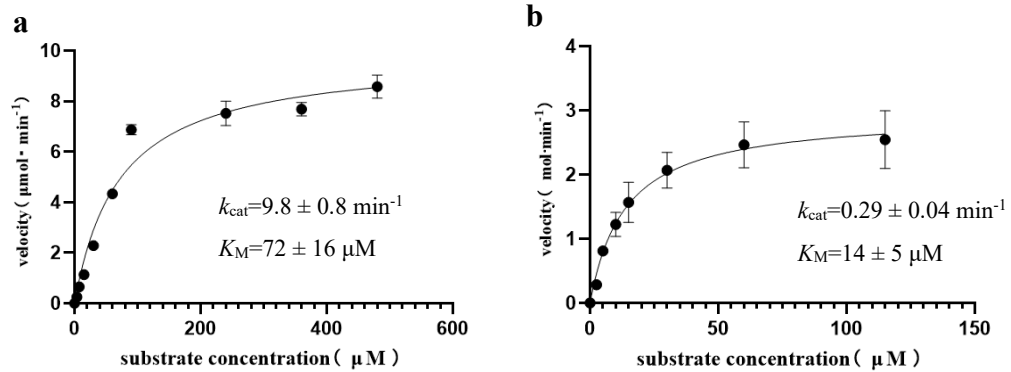 a
velocity( μmol· min⁻¹)
10
8
6
4
2
0
0 200 400 600
substrate concentration( μM)
kcat=9.8 ± 0.8 min⁻¹
KM=72 ± 16 μM
b
velocity( mol·min⁻¹)
4
3
2
1
0
0 50 100 150
substrate concentration( μM)
kcat=0.29 ± 0.04 min⁻¹
KM=14 ± 5 μM